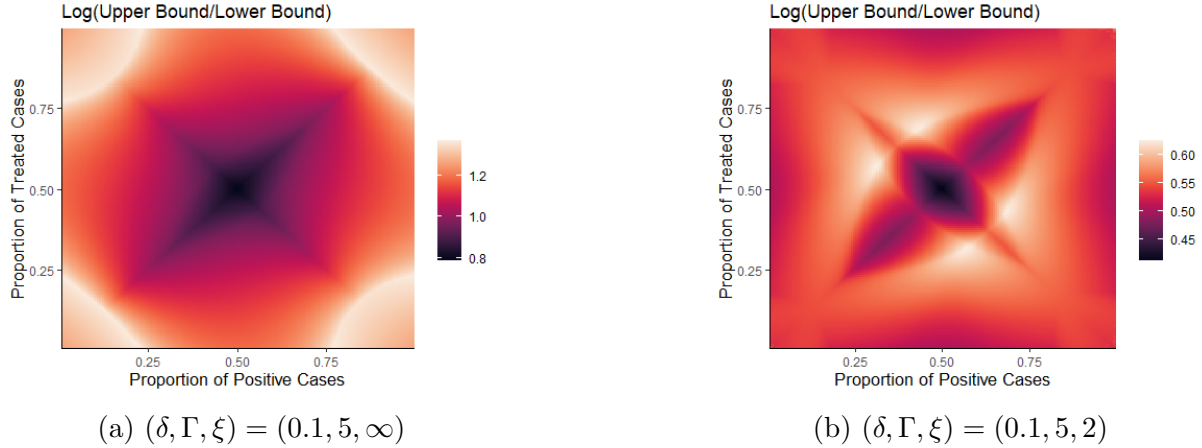 Log(Upper Bound/Lower Bound)
Proportion of Treated Cases
0.75
0.50
0.25
0.25 0.50 0.75
Proportion of Positive Cases
1.2
1.0
0.8
(a) (δ, Γ, ξ) = (0.1, 5, ∞)
Log(Upper Bound/Lower Bound)
Proportion of Treated Cases
0.75
0.50
0.25
0.25 0.50 0.75
Proportion of Positive Cases
0.60
0.55
0.50
0.45
(b) (δ, Γ, ξ) = (0.1, 5, 2)